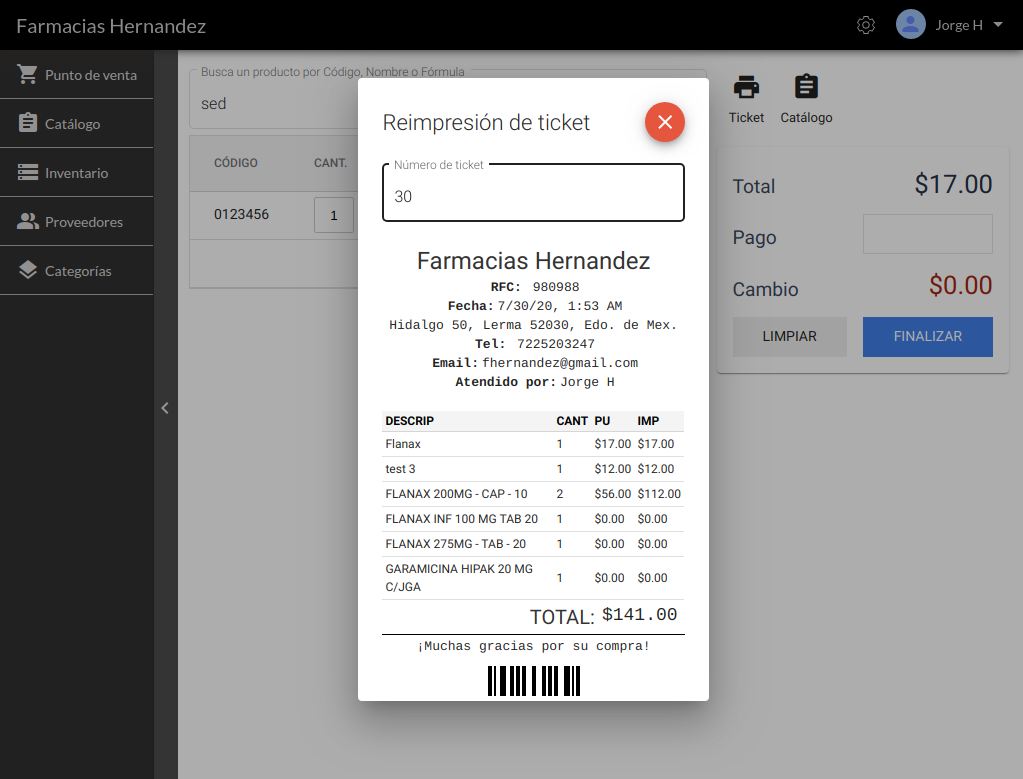 Farmacias Hernandez
Jorge H
Punto de venta
Catálogo
Inventario
Proveedores
Categorías
Busca un producto por Código, Nombre o Fórmula
sed
CÓDIGO CANT.
0123456 1
Ticket Catálogo
Total $17.00
Pago
Cambio $0.00
LIMPIAR FINALIZAR
Reimpresión de ticket
Número de ticket
30
Farmacias Hernandez
RFC: 980988
Fecha: 7/30/20, 1:53 AM
Hidalgo 50, Lerma 52030, Edo. de Mex.
Tel: 7225203247
Email: fhernandez@gmail.com
Atendido por: Jorge H
DESCRIP CANT PU IMP
Flanax 1 $17.00 $17.00
test 3 1 $12.00 $12.00
FLANAX 200MG - CAP - 10 2 $56.00 $112.00
FLANAX INF 100 MG TAB 20 1 $0.00 $0.00
FLANAX 275MG - TAB - 20 1 $0.00 $0.00
GARAMICINA HIPAK 20 MG
C/JGA 1 $0.00 $0.00
TOTAL: $141.00
¡Muchas gracias por su compra!